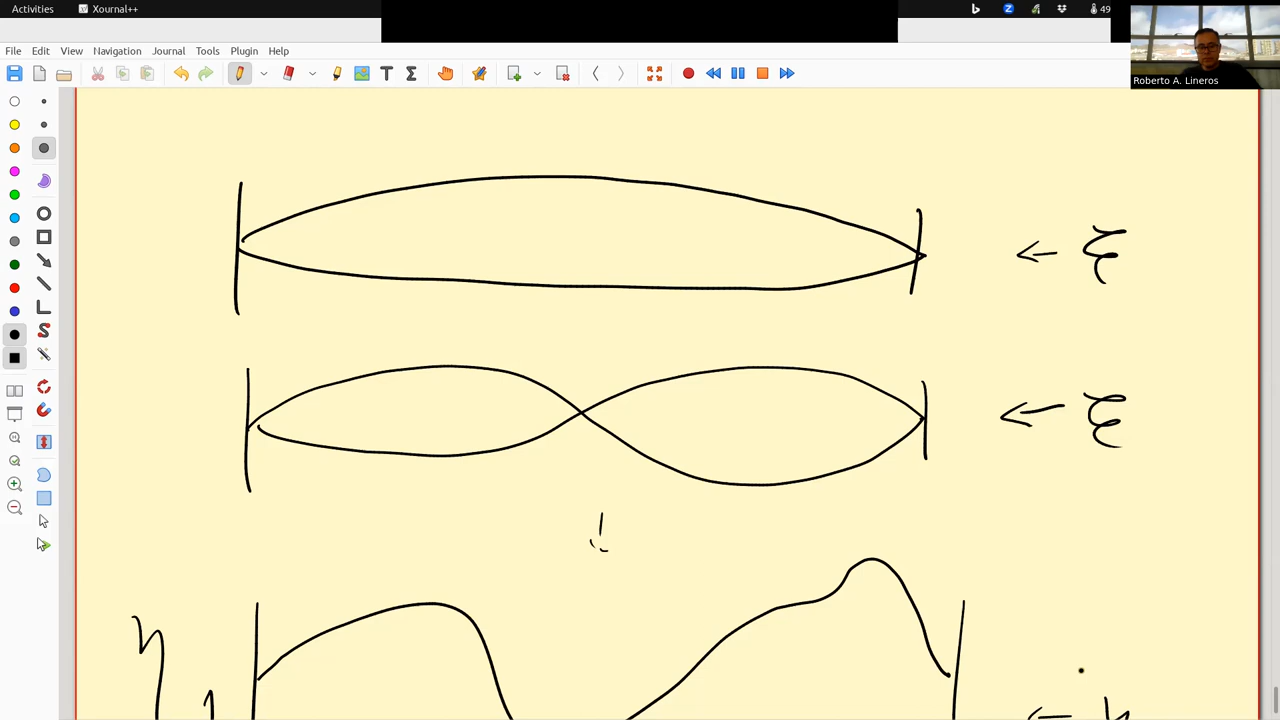 Activities Xournal++ 49
Roberto A. Lineros
File Edit View Navigation Journal Tools Plugin Help
← ξ
← ξ
η